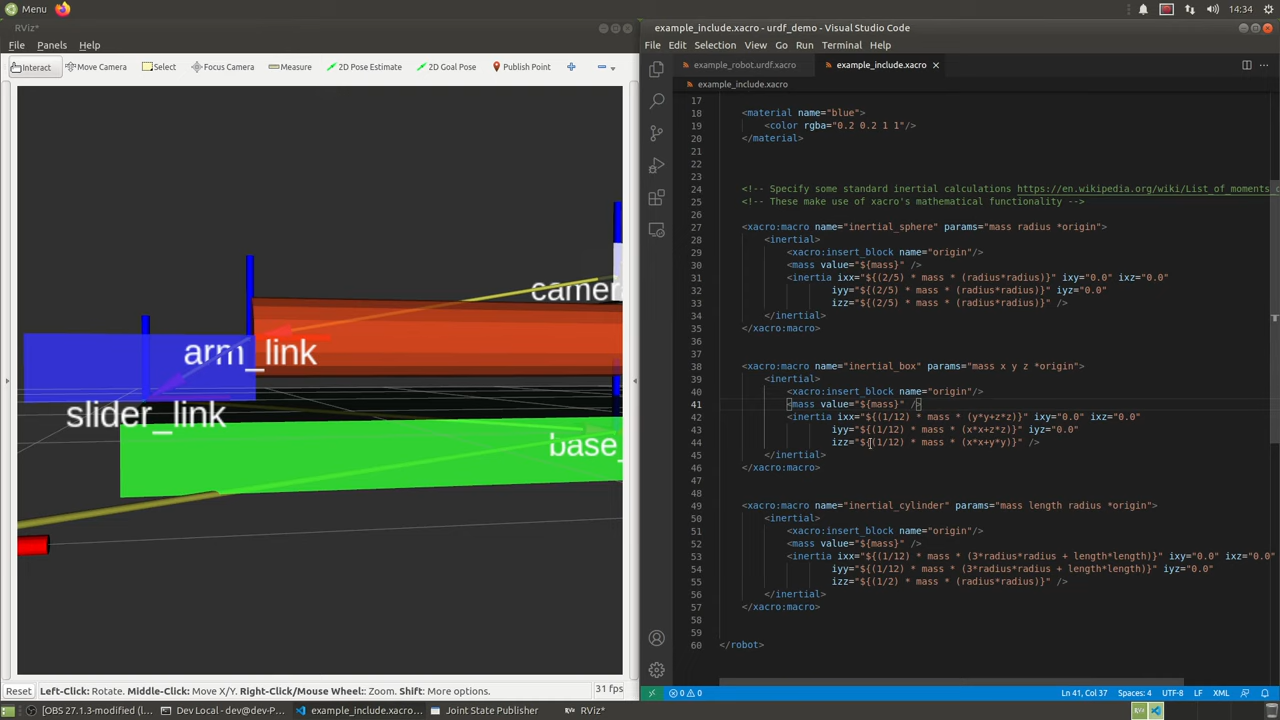 Menu
14:34
RViz*
File Panels Help
Interact Move Camera Select Focus Camera Measure 2D Pose Estimate 2D Goal Pose Publish Point
camer
arm_link
slider_link
base_
Reset Left-Click: Rotate. Middle-Click: Move X/Y. Right-Click/Mouse Wheel:: Zoom. Shift: More options. 31 fps
example_include.xacro - urdf_demo - Visual Studio Code
File Edit Selection View Go Run Terminal Help
example_robot.urdf.xacro example_include.xacro
example_include.xacro
17
18 <material name="blue">
19 <color rgba="0.2 0.2 1 1"/>
20 </material>
21
22
23
24 <!-- Specify some standard inertial calculations https://en.wikipedia.org/wiki/List_of_moments_
25 <!-- These make use of xacro's mathematical functionality -->
26
27 <xacro:macro name="inertial_sphere" params="mass radius *origin">
28 <inertial>
29 <xacro:insert_block name="origin"/>
30 <mass value="${mass}" />
31 <inertia ixx="${(2/5) * mass * (radius*radius)}" ixy="0.0" ixz="0.0"
32 iyy="${(2/5) * mass * (radius*radius)}" iyz="0.0"
33 izz="${(2/5) * mass * (radius*radius)}" />
34 </inertial>
35 </xacro:macro>
36
37
38 <xacro:macro name="inertial_box" params="mass x y z *origin">
39 <inertial>
40 <xacro:insert_block name="origin"/>
41 <mass value="${mass}" />
42 <inertia ixx="${(1/12) * mass * (y*y+z*z)}" ixy="0.0" ixz="0.0"
43 iyy="${(1/12) * mass * (x*x+z*z)}" iyz="0.0"
44 izz="${(1/12) * mass * (x*x+y*y)}" />
45 </inertial>
46 </xacro:macro>
47
48
49 <xacro:macro name="inertial_cylinder" params="mass length radius *origin">
50 <inertial>
51 <xacro:insert_block name="origin"/>
52 <mass value="${mass}" />
53 <inertia ixx="${(1/12) * mass * (3*radius*radius + length*length)}" ixy="0.0" ixz="0.0"
54 iyy="${(1/12) * mass * (3*radius*radius + length*length)}" iyz="0.0"
55 izz="${(1/2) * mass * (radius*radius)}" />
56 </inertial>
57 </xacro:macro>
58
59
60 </robot>
0 0 Ln 41, Col 37 Spaces: 4 UTF-8 LF XML
[OBS 27.1.3-modified (l... Dev Local - dev@dev-P... example_include.xacro... Joint State Publisher RViz*